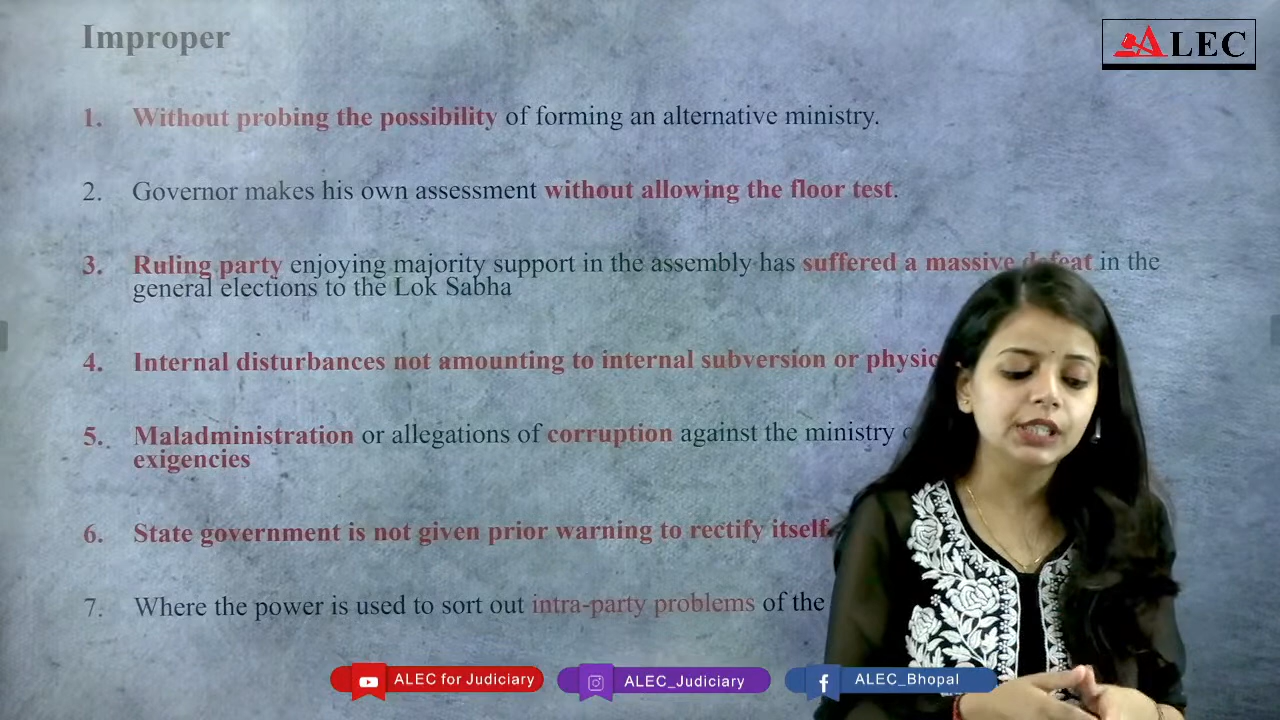 Improper
ALEC
1. Without probing the possibility of forming an alternative ministry.
2. Governor makes his own assessment without allowing the floor test.
3. Ruling party enjoying majority support in the assembly has suffered a massive defeat in the
general elections to the Lok Sabha
4. Internal disturbances not amounting to internal subversion or
5. Maladministration or allegations of corruption against the ministry
exigencies
6. State government is not given prior warning to rectify itself.
7. Where the power is used to sort out intra-party problems of the
ALEC for Judiciary
ALEC_Judiciary
ALEC_Bhopal